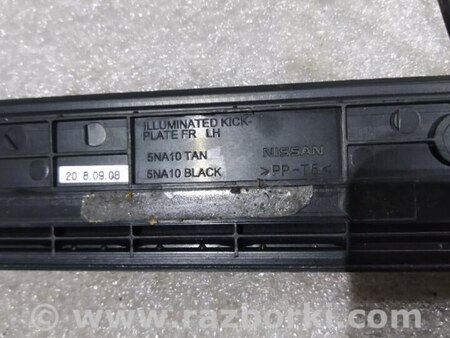 ILLUMINATED KICK-
PLATE FR LH
5NA10 TAN
5NA10 BLACK
NISSAN
>PP-T5<
20 8.09.08
www.razborki.com